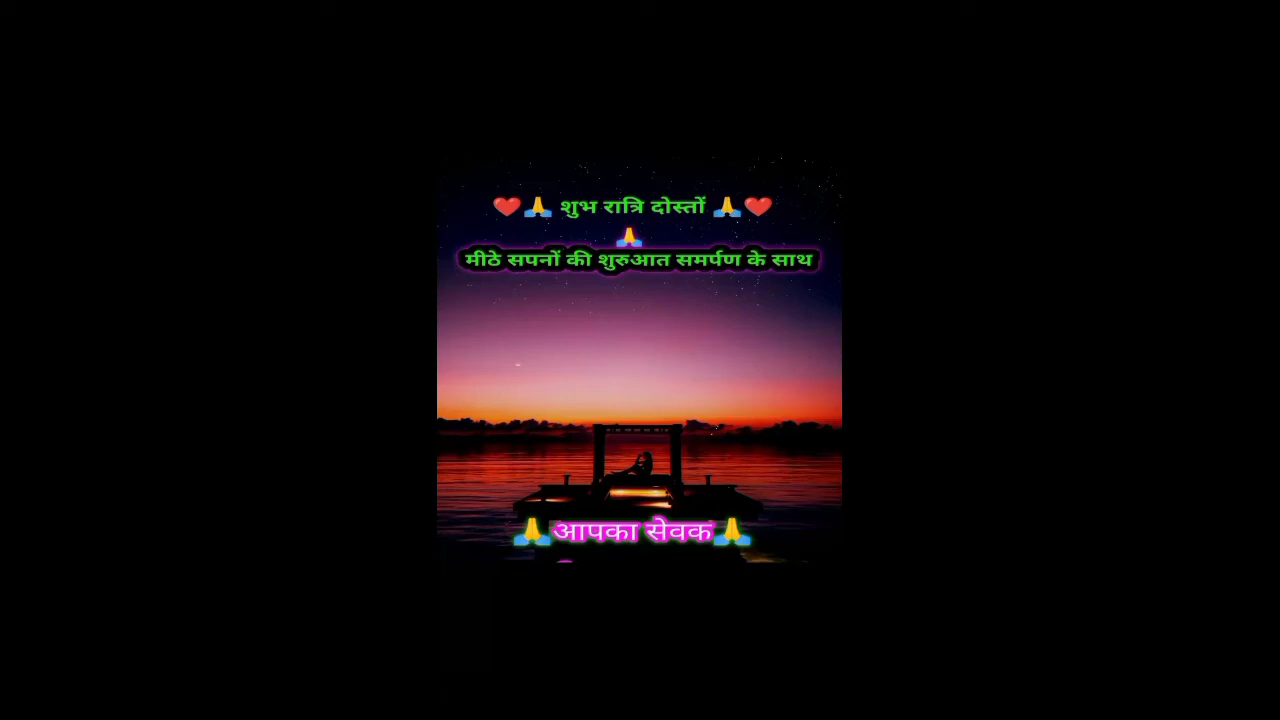 ❤️🙏 शुभ रात्रि दोस्तों 🙏❤️
🙏
मीठे सपनों की शुरुआत समर्पण के साथ
🙏आपका सेवक🙏